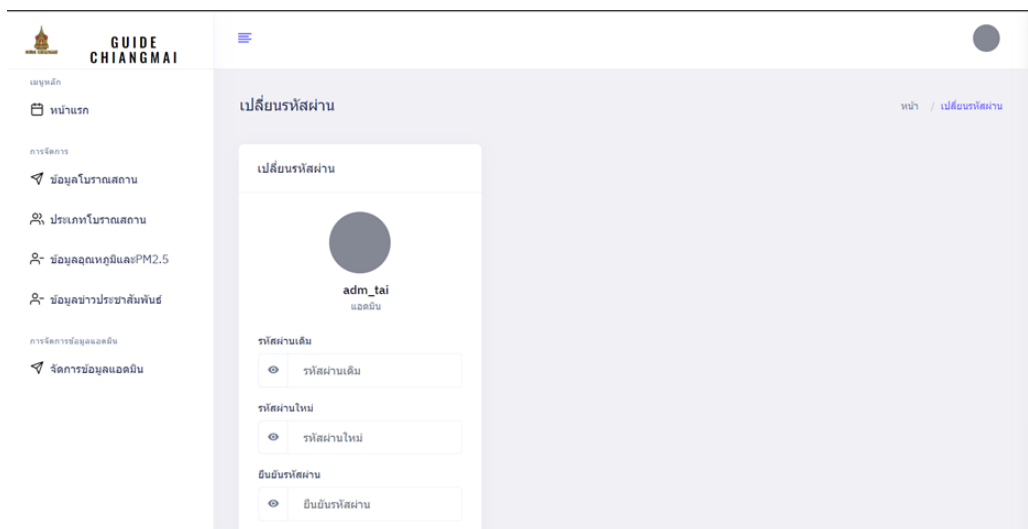 GUIDE
CHIANGMAI
เมนูหลัก
หน้าแรก
การจัดการ
ข้อมูลโบราณสถาน
ประเภทโบราณสถาน
ข้อมูลอุณหภูมิและPM2.5
ข้อมูลข่าวประชาสัมพันธ์
การจัดการข้อมูลแอดมิน
จัดการข้อมูลแอดมิน
เปลี่ยนรหัสผ่าน
หน้า / เปลี่ยนรหัสผ่าน
เปลี่ยนรหัสผ่าน
adm_tai
แอดมิน
รหัสผ่านเดิม
รหัสผ่านเดิม
รหัสผ่านใหม่
รหัสผ่านใหม่
ยืนยันรหัสผ่าน
ยืนยันรหัสผ่าน